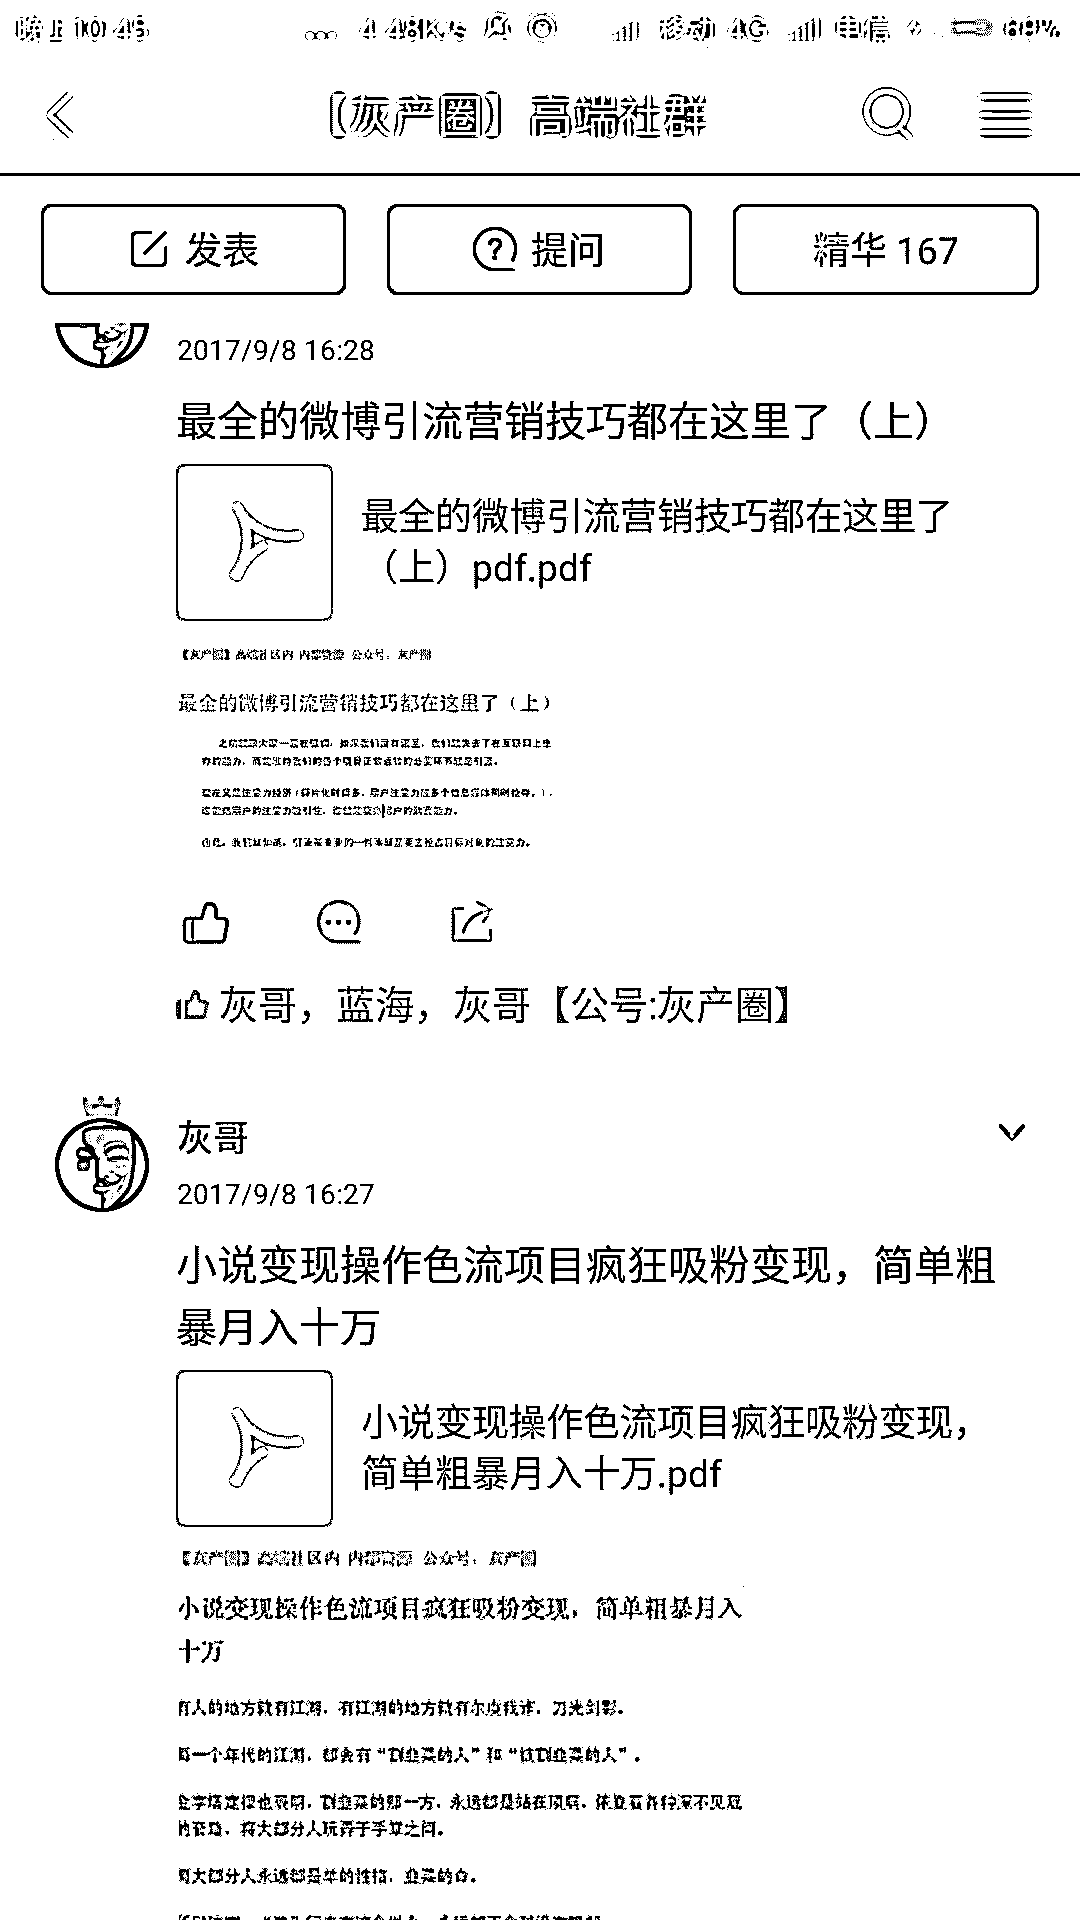 晚上10:45 4.48K/s 移动 4G 电信 69%
【灰产圈】高端社群
发表 提问 精华 167
2017/9/8 16:28
最全的微博引流营销技巧都在这里了（上）
最全的微博引流营销技巧都在这里了
（上）pdf.pdf
【灰产圈】高端社区内 内部资源 公众号：灰产圈
最全的微博引流营销技巧都在这里了（上）
灰哥，蓝海，灰哥【公号:灰产圈】
灰哥
2017/9/8 16:27
小说变现操作色流项目疯狂吸粉变现，简单粗
暴月入十万
小说变现操作色流项目疯狂吸粉变现，
简单粗暴月入十万.pdf
【灰产圈】高端社区内 内部资源 公众号：灰产圈
小说变现操作色流项目疯狂吸粉变现，简单粗暴月入
十万
有人的地方就有江湖，有江湖的地方就有尔虞我诈，刀光剑影。
每一个年代的江湖，都会有“割韭菜的人”和“被割韭菜的人”。
金字塔定律也表明，割韭菜的那一方，永远都是站在顶端，依靠着各种深不见底
的套路，将大部分人玩弄于手掌之间。
而大部分人永远都是羊的性格，韭菜的命。